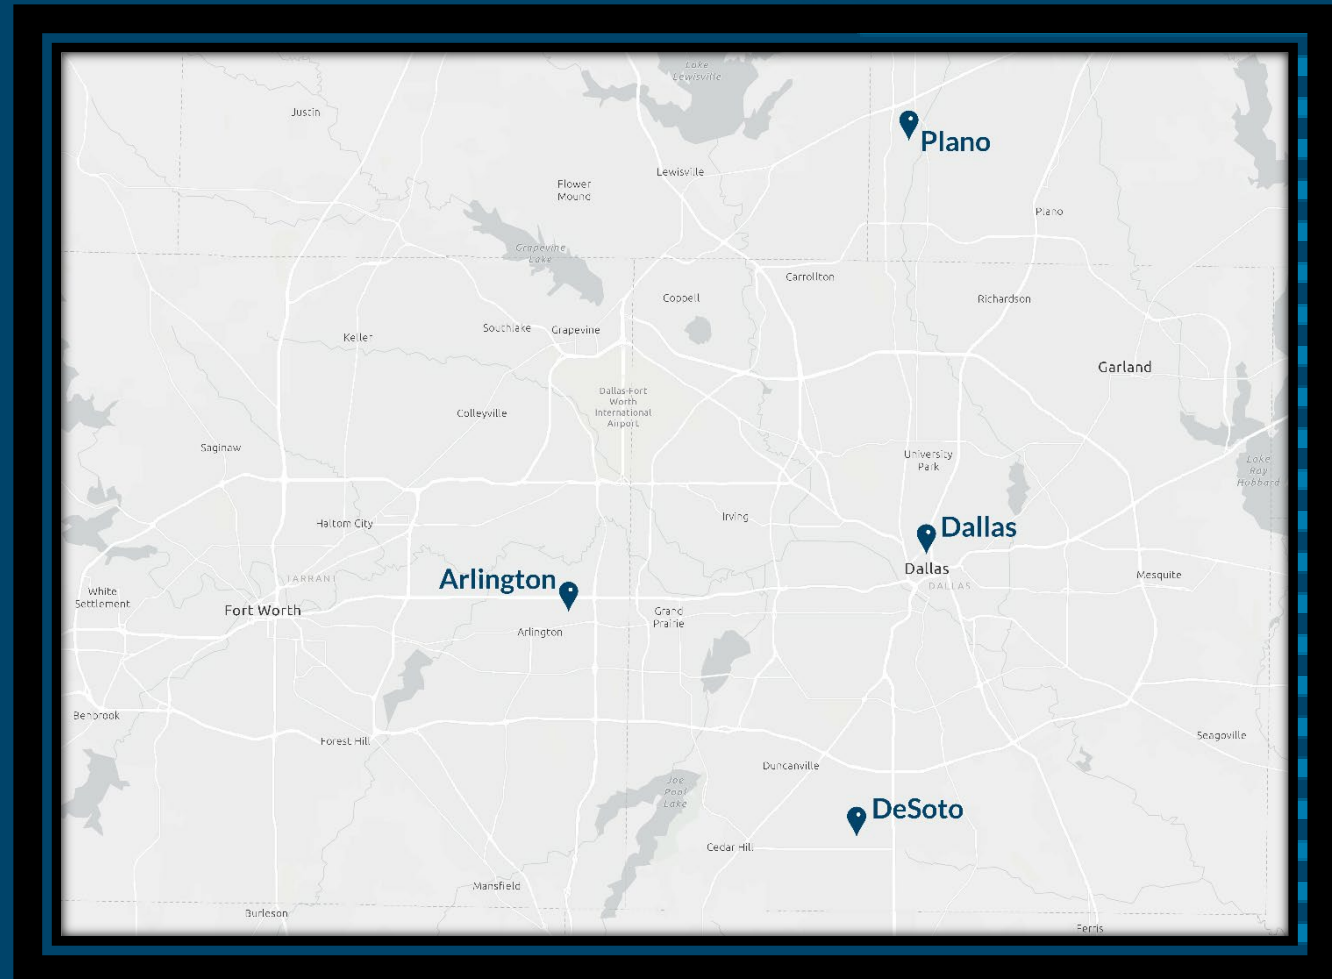 Lake
Lewisville
Justin
Plano
Lewisville
Flower
Mound
Plano
Grapevine
Lake
Carrollton
Coppell
Richardson
Southlake
Grapevine
Keller
Garland
Dallas-Fort
Worth
International
Airport
Colleyville
Saginaw
University
Park
Lake
Ray
Hubbard
Irving
Haltom City
Dallas
Dallas
DALLAS
Mesquite
Arlington
TARRANT
White
Settlement
Fort Worth
Grand
Prairie
Arlington
Benbrook
Forest Hill
Seagoville
Duncanville
Joe
Pool
Lake
DeSoto
Cedar Hill
Mansfield
Burleson
Ferris